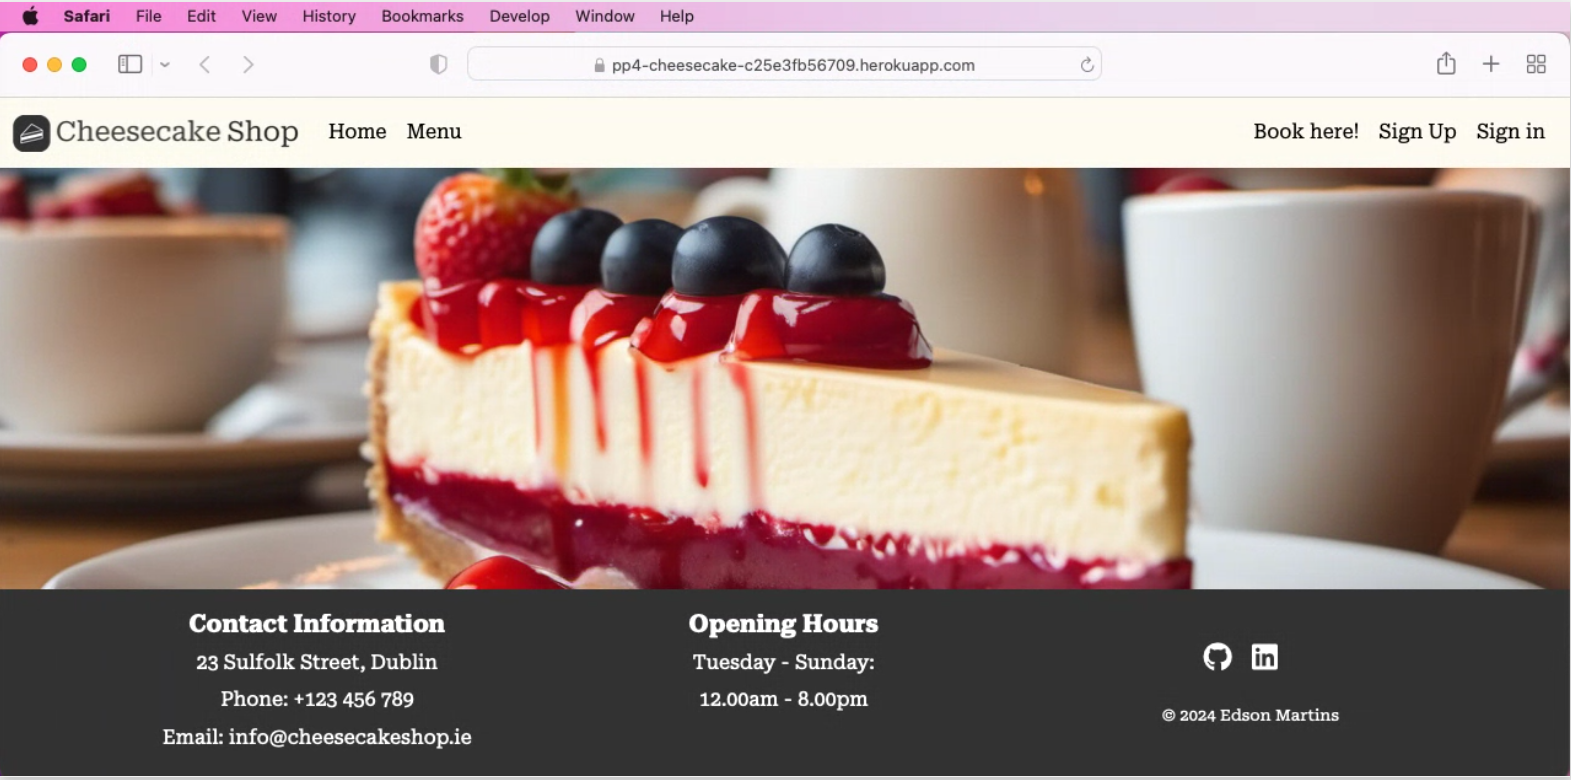 Safari File Edit View History Bookmarks Develop Window Help
pp4-cheesecake-c25e3fb56709.herokuapp.com
Cheesecake Shop Home Menu Book here! Sign Up Sign in
Contact Information
23 Sulfolk Street, Dublin
Phone: +123 456 789
Email: info@cheesecakeshop.ie
Opening Hours
Tuesday - Sunday:
12.00am - 8.00pm
in
© 2024 Edson Martins